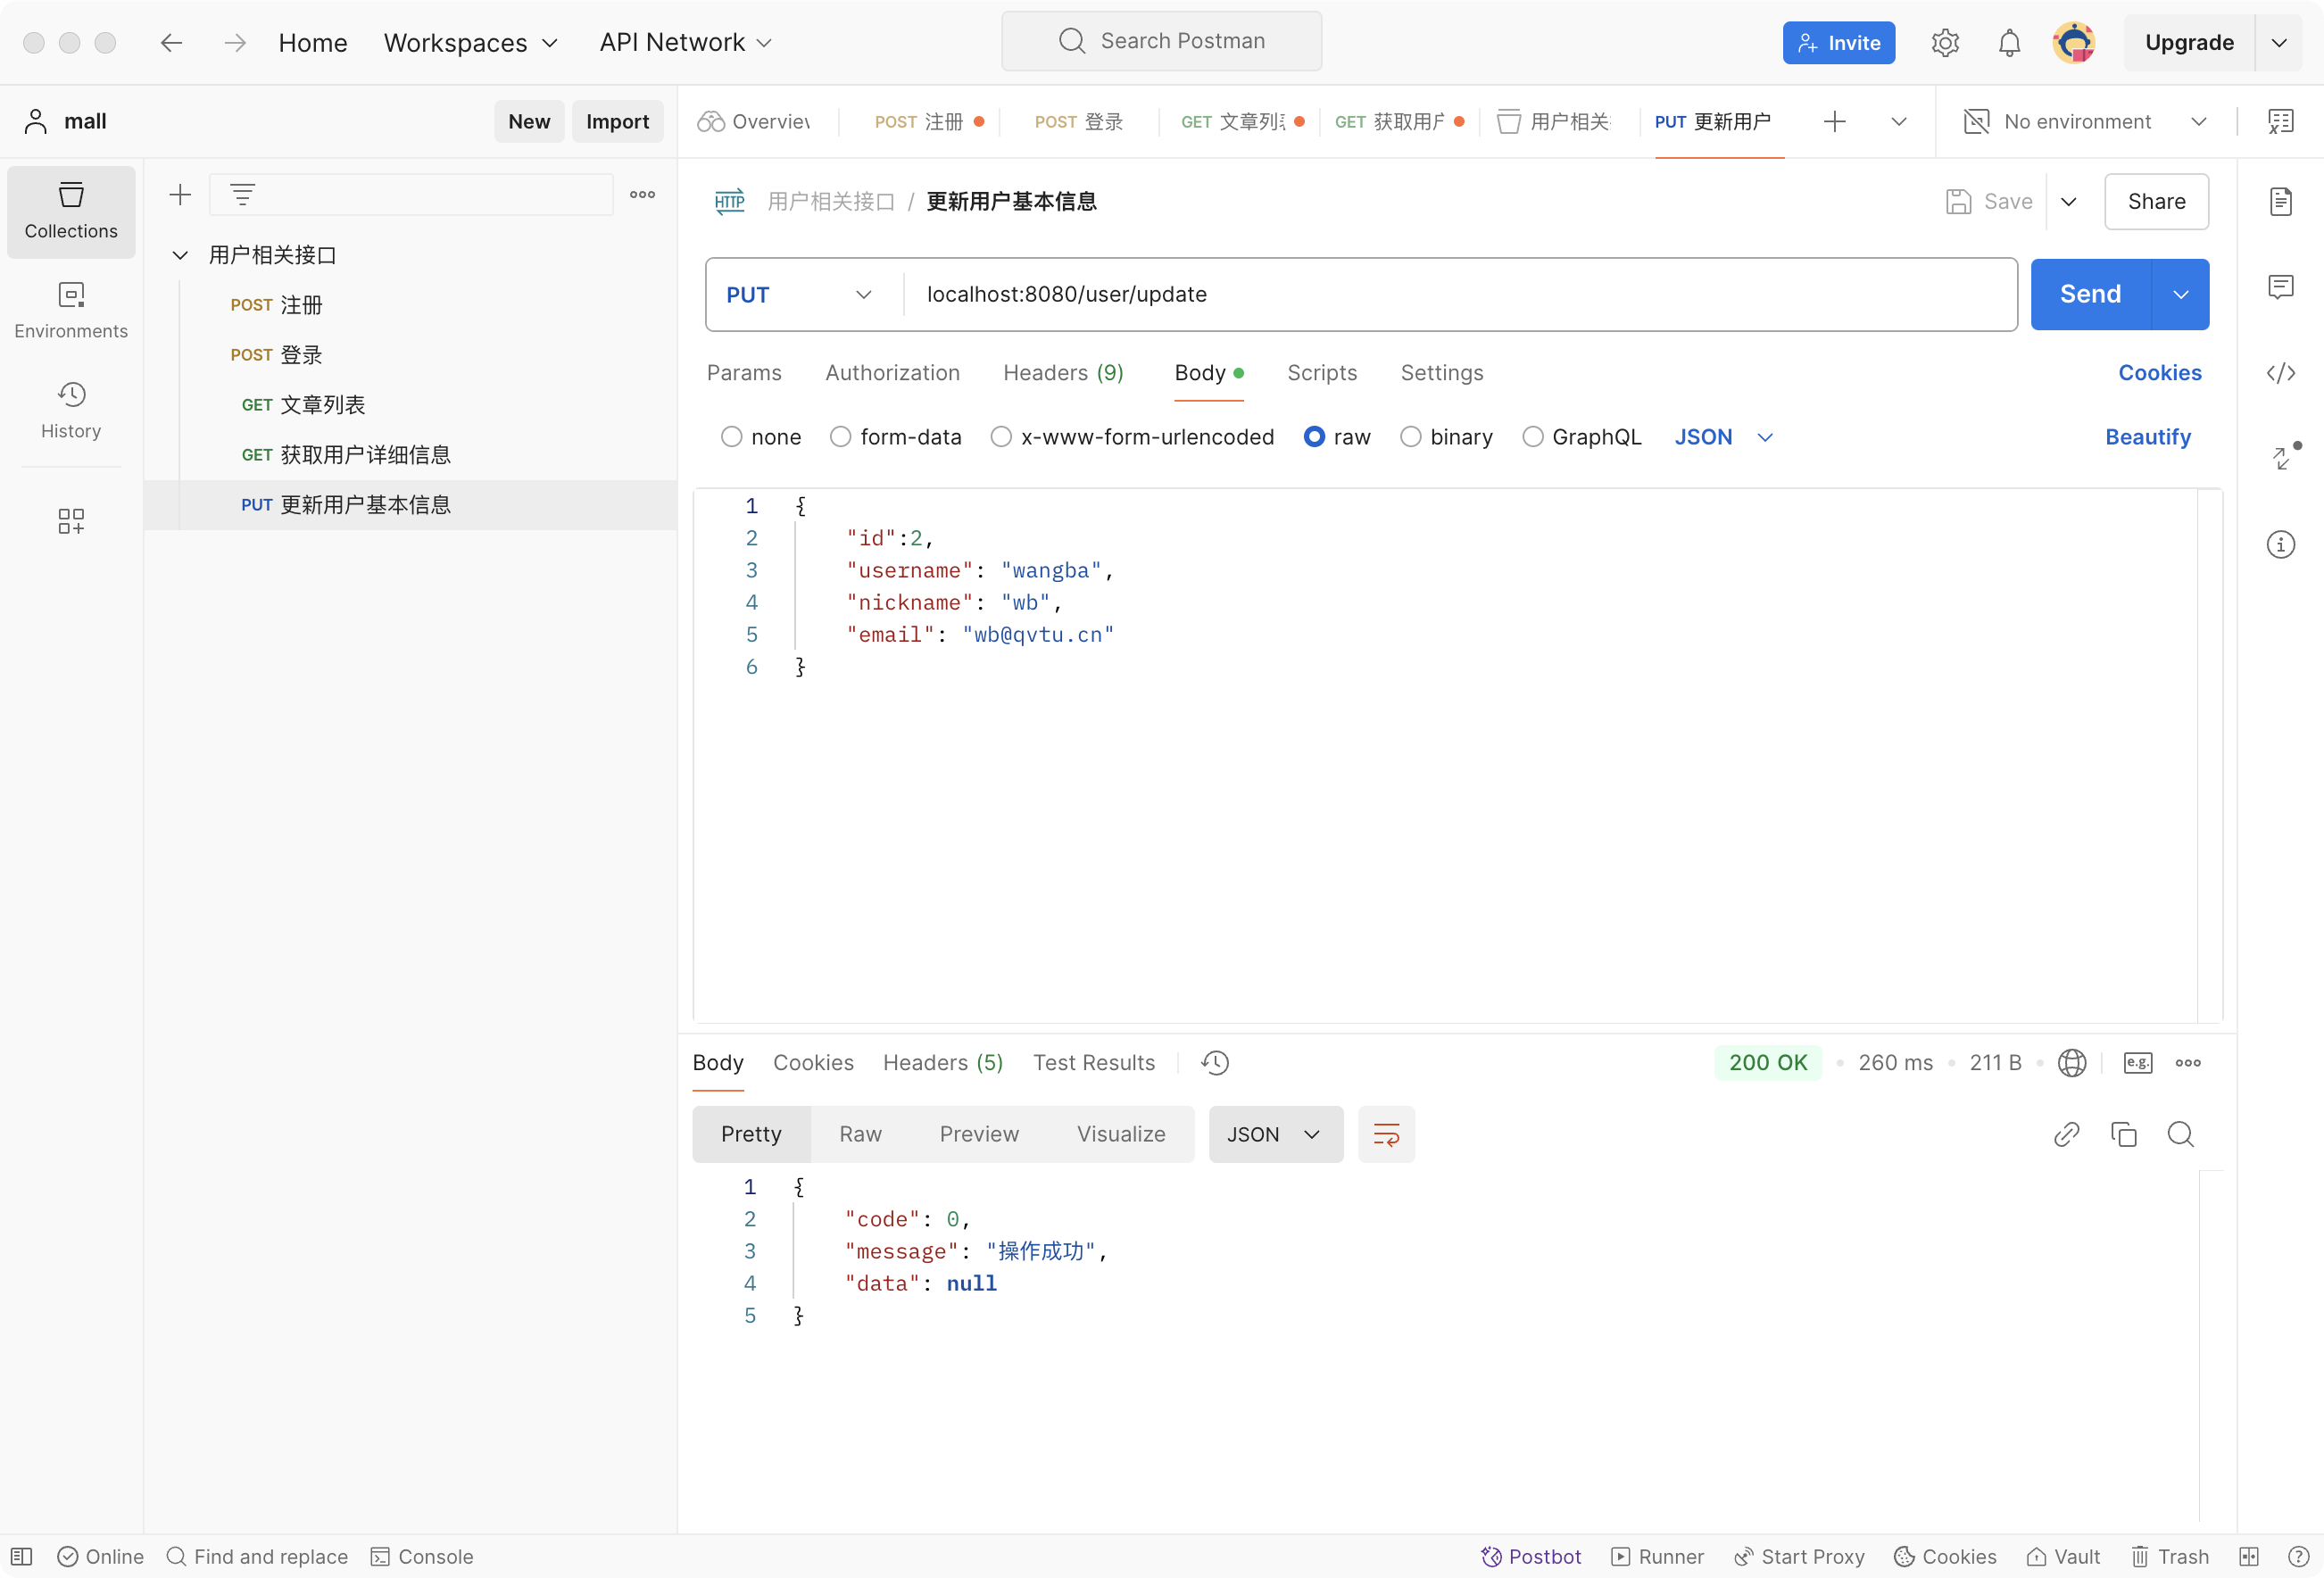 Home Workspaces API Network Search Postman Invite Upgrade
mall New Import Overview POST 注册 POST 登录 GET 文章列表 GET 获取用户 用户相关 PUT 更新用户 No environment
Collections
Environments
History
用户相关接口
POST 注册
POST 登录
GET 文章列表
GET 获取用户详细信息
PUT 更新用户基本信息
HTTP 用户相关接口 / 更新用户基本信息 Save Share
PUT localhost:8080/user/update Send
Params Authorization Headers (9) Body Scripts Settings Cookies
none form-data x-www-form-urlencoded raw binary GraphQL JSON Beautify
1 {
2 "id":2,
3 "username": "wangba",
4 "nickname": "wb",
5 "email": "wb@qvtu.cn"
6 }
Body Cookies Headers (5) Test Results 200 OK 260 ms 211 B e.g.
Pretty Raw Preview Visualize JSON
1 {
2 "code": 0,
3 "message": "操作成功",
4 "data": null
5 }
Online Find and replace Console Postbot Runner Start Proxy Cookies Vault Trash